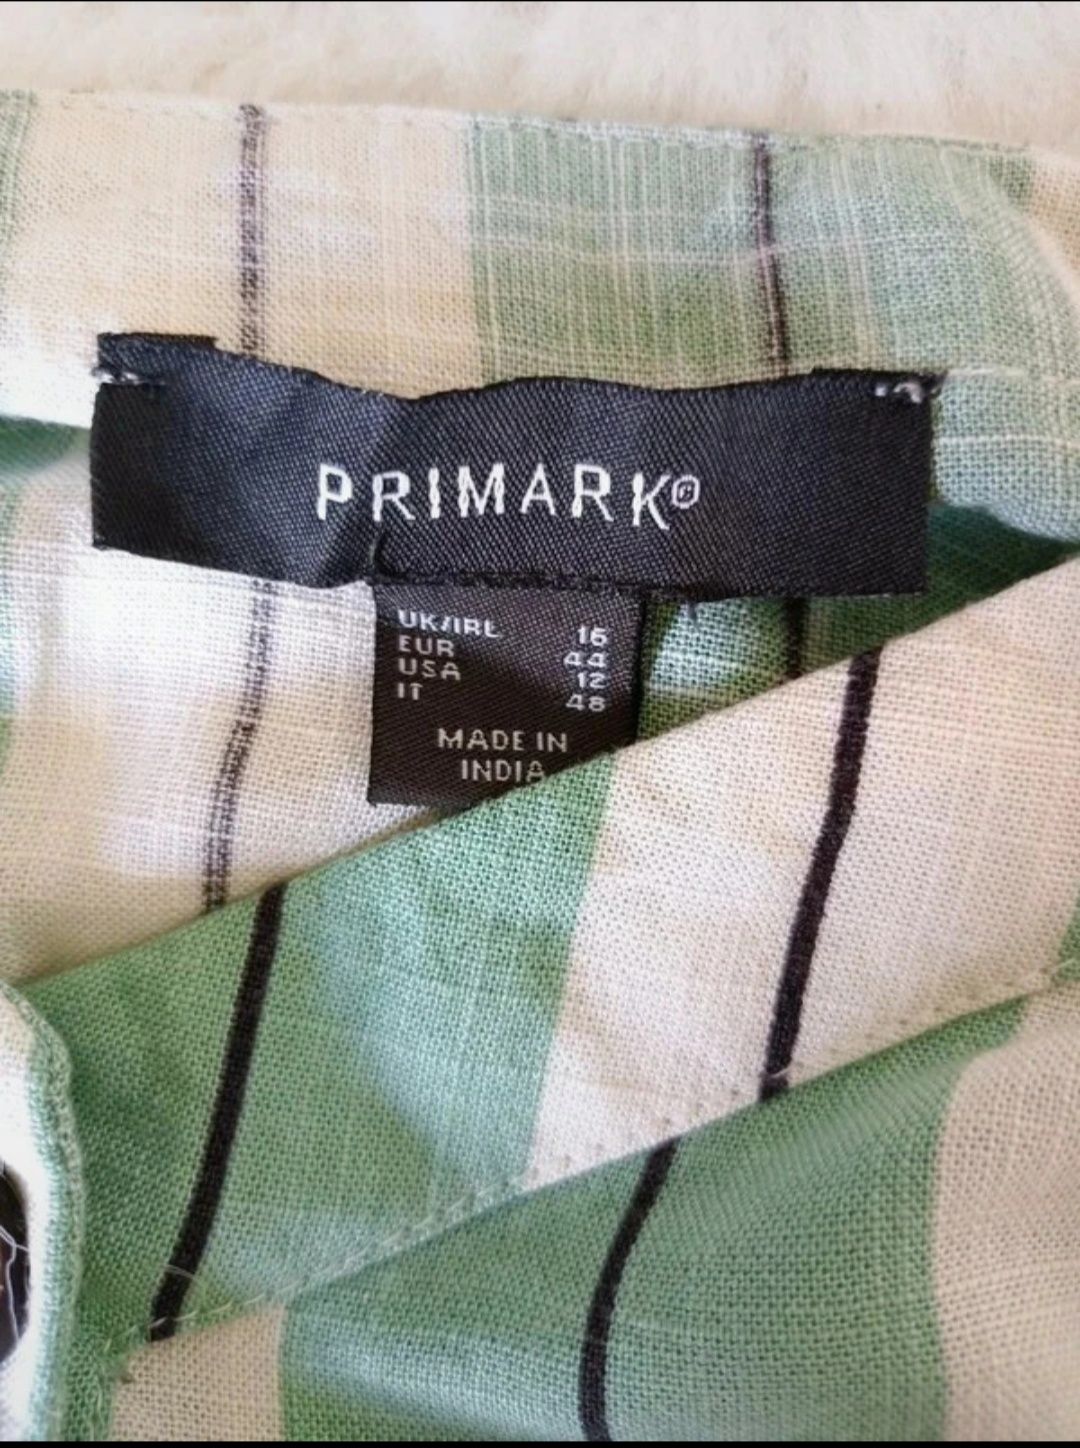 PRIMARK®
UK/IRL 16
EUR 44
USA 12
IT 48
MADE IN
INDIA